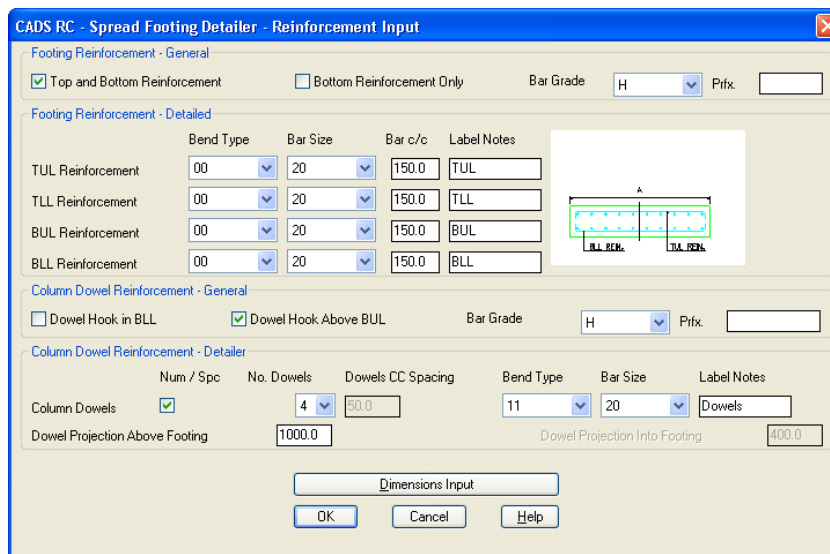 CADS RC - Spread Footing Detailer - Reinforcement Input
Footing Reinforcement - General
Top and Bottom Reinforcement Bottom Reinforcement Only Bar Grade H Prfx.
Footing Reinforcement - Detailed
Bend Type Bar Size Bar c/c Label Notes
TUL Reinforcement 00 20 150.0 TUL
TLL Reinforcement 00 20 150.0 TLL
BUL Reinforcement 00 20 150.0 BUL
BLL Reinforcement 00 20 150.0 BLL
A
BLL REIN. TUL REIN.
Column Dowel Reinforcement - General
Dowel Hook in BLL Dowel Hook Above BUL Bar Grade H Prfx.
Column Dowel Reinforcement - Detailer
Num / Spc No. Dowels Dowels CC Spacing Bend Type Bar Size Label Notes
Column Dowels 4 50.0 11 20 Dowels
Dowel Projection Above Footing 1000.0 Dowel Projection Into Footing 400.0
Dimensions Input
OK Cancel Help